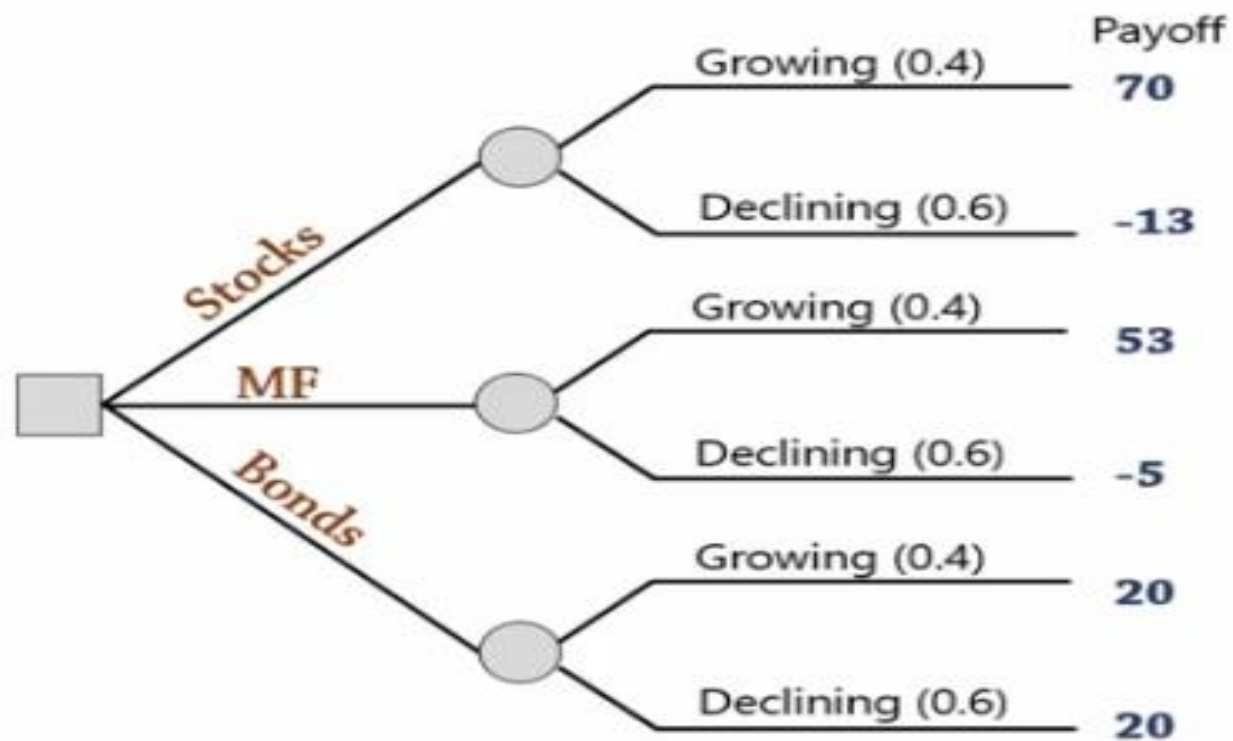 Payoff
Growing (0.4)
70
Declining (0.6)
-13
Stocks
Growing (0.4)
53
MF
Declining (0.6)
-5
Bonds
Growing (0.4)
20
Declining (0.6)
20